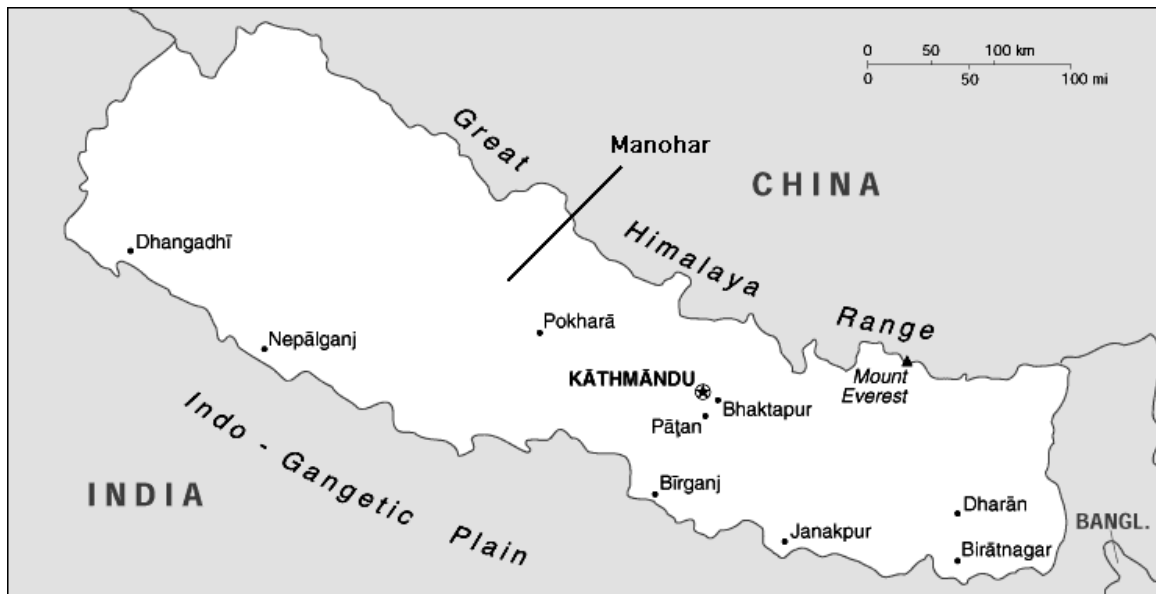 0 50 100 km
0 50 100 mi
Great
Manohar
CHINA
Himalaya
Dhangadhī
Range
Pokharā
Nepālganj
Mount
Everest
KĀTHMĀNDU
Bhaktapur
Pāţan
Indo - Gangetic Plain
INDIA
Bīrganj
Dharān
Janakpur
BANGL.
Birātnagar